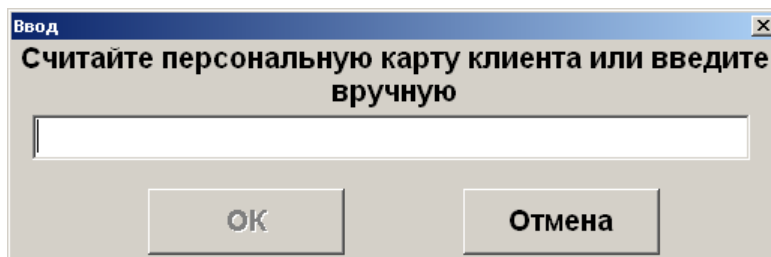 Ввод
Считайте персональную карту клиента или введите
вручную
ОК
Отмена